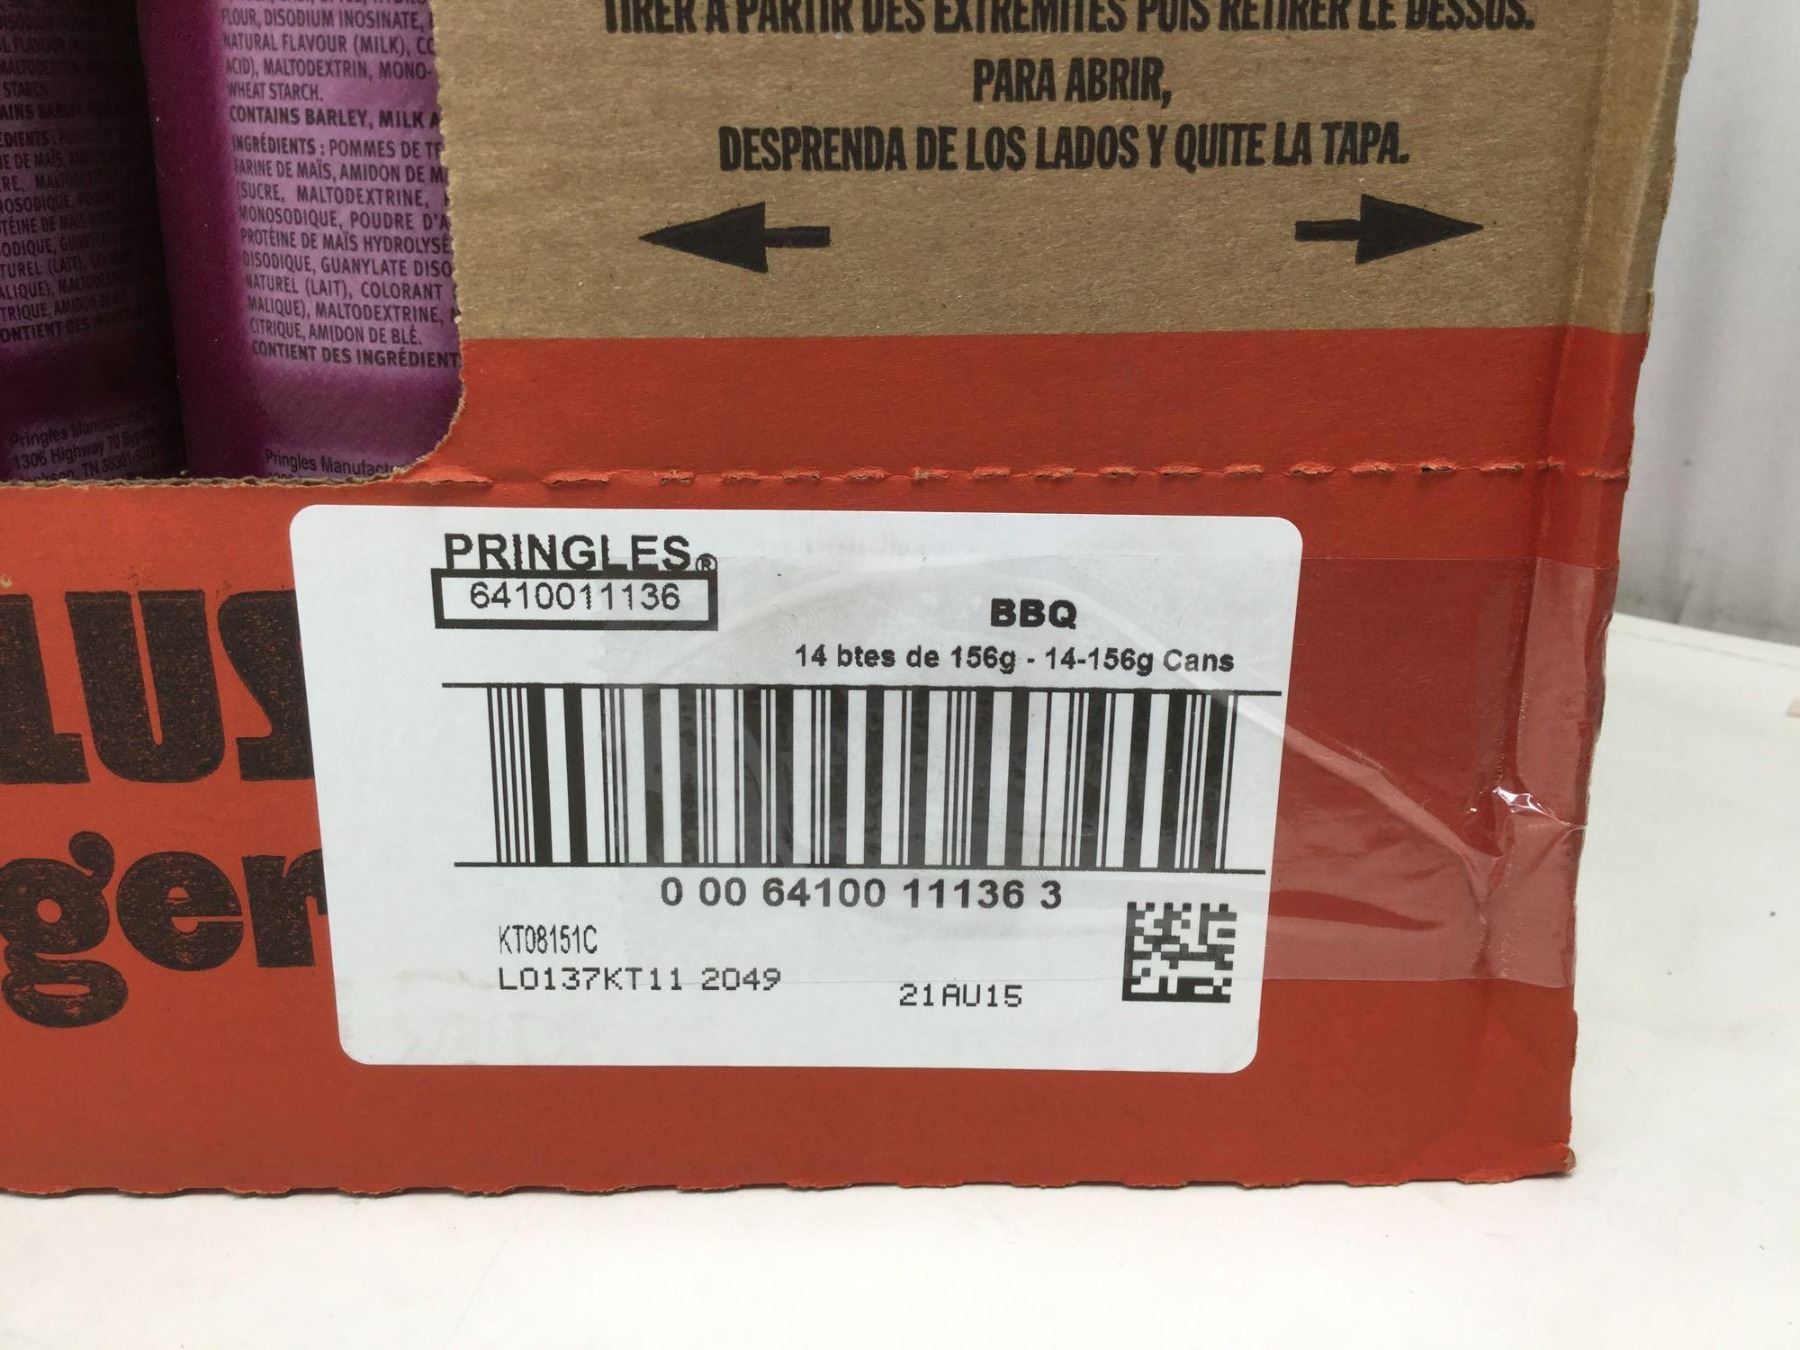 TIRER À PARTIR DES EXTRÉMITÉS PUIS RETIRER LE DESSUS.
PARA ABRIR,
DESPRENDA DE LOS LADOS Y QUITE LA TAPA.
FLOUR, DISODIUM INOSINATE,
NATURAL FLAVOUR (MILK),
ACID), MALTODEXTRIN, MONO-
WHEAT STARCH.
CONTAINS BARLEY, MILK
INGRÉDIENTS : POMMES DE
FARINE DE MAÏS, AMIDON DE
(SUCRE, MALTODEXTRINE,
MONOSODIQUE, POUDRE
PROTÉINE DE MAÏS HYDROLYSÉ
DISODIQUE, GUANYLATE
NATUREL (LAIT), COLORANT
MALIQUE), MALTODEXTRINE,
CITRIQUE, AMIDON DE BLÉ.
CONTIENT DES INGRÉDIENT
Pringles
1306 Highway 70
TN 38301
Pringles Manufact
LUS
ger
PRINGLES®
6410011136
BBQ
14 btes de 156g - 14-156g Cans
0 00 64100 11136 3
KT08151C
L0137KT11 2049
21AU15